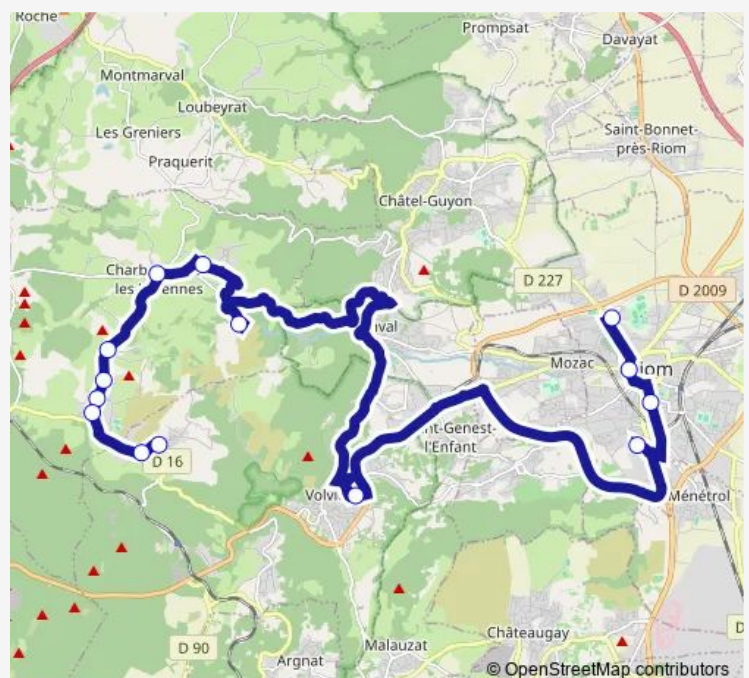 Roche
Prompsat
Davayat
Montmarval
Loubeyrat
Les Greniers
Saint-Bonnet-
près-Riom
Praquerit
Châtel-Guyon
Charb
les
ennes
D 227
D 2009
nval
Mozac
iom
nt-Genest-
l'Enfant
D 16
Volvi
Ménétrol
Châteaugay
D
D 90
Malauzat
Argnat
© OpenStreetMap contributors